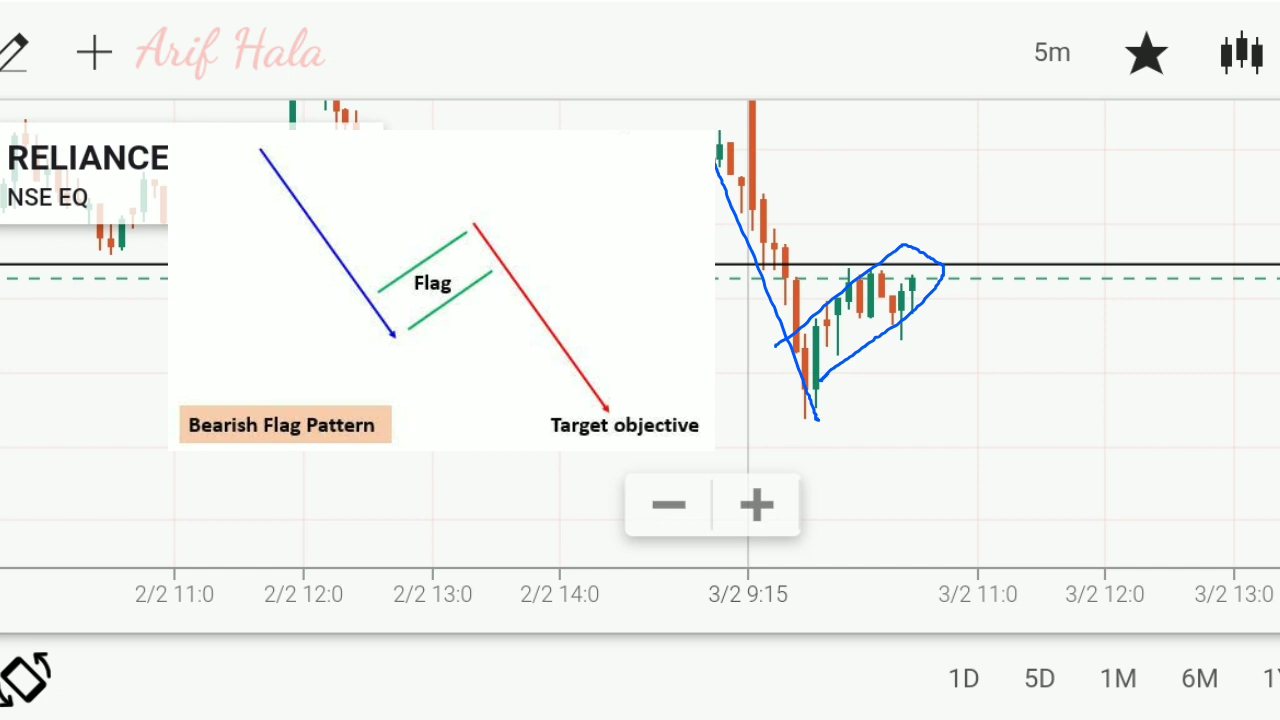 Arif Hala
5m
RELIANCE
NSE EQ
Flag
Bearish Flag Pattern
Target objective
2/2 11:0
2/2 12:0
2/2 13:0
2/2 14:0
3/2 9:15
3/2 11:0
3/2 12:0
3/2 13:0
1D
5D
1M
6M